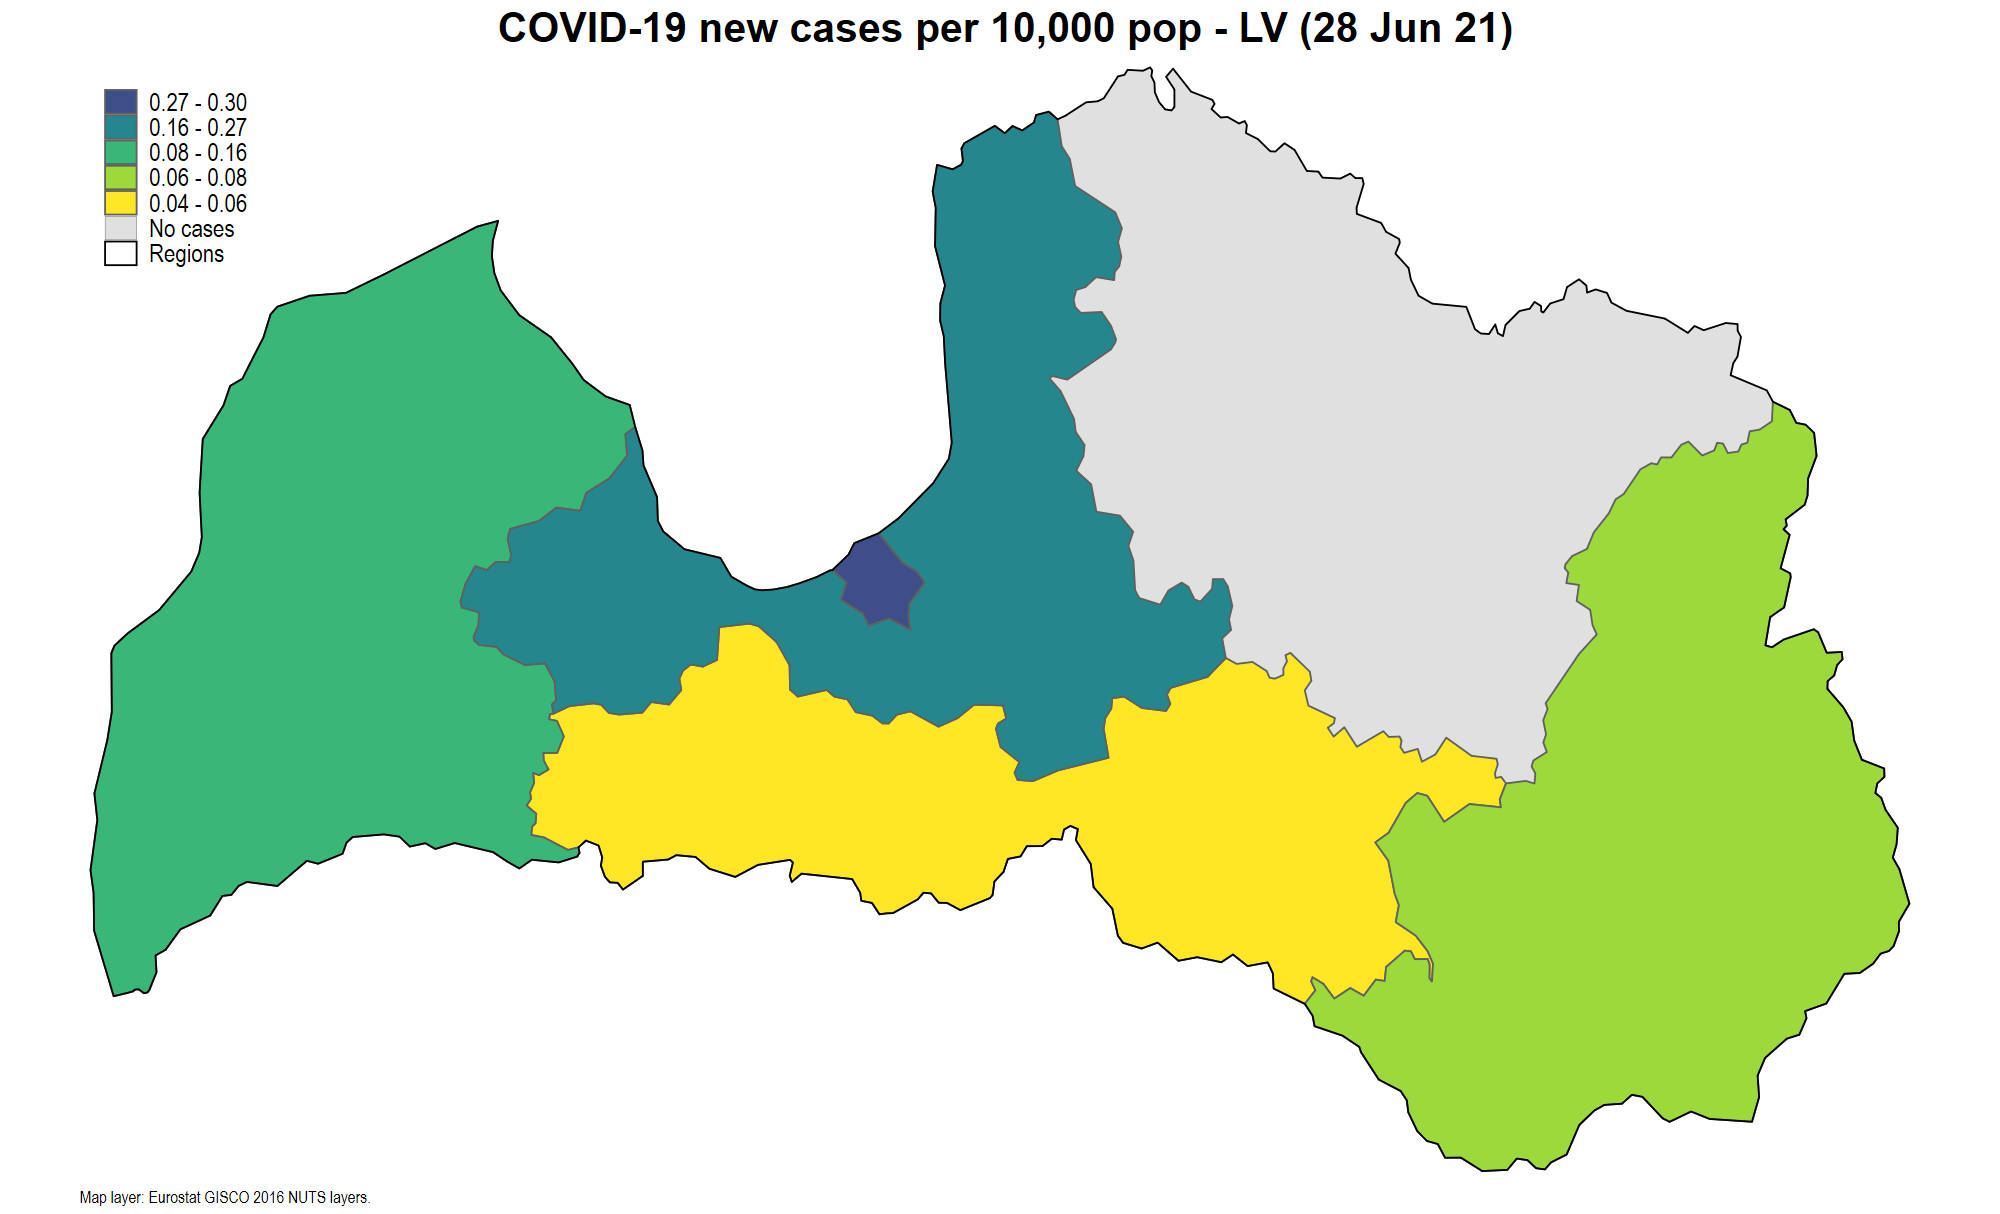 COVID-19 new cases per 10,000 pop - LV (28 Jun 21)
0.27 - 0.30
0.16 - 0.27
0.08 - 0.16
0.06 - 0.08
0.04 - 0.06
No cases
Regions
Map layer: Eurostat GISCO 2016 NUTS layers.